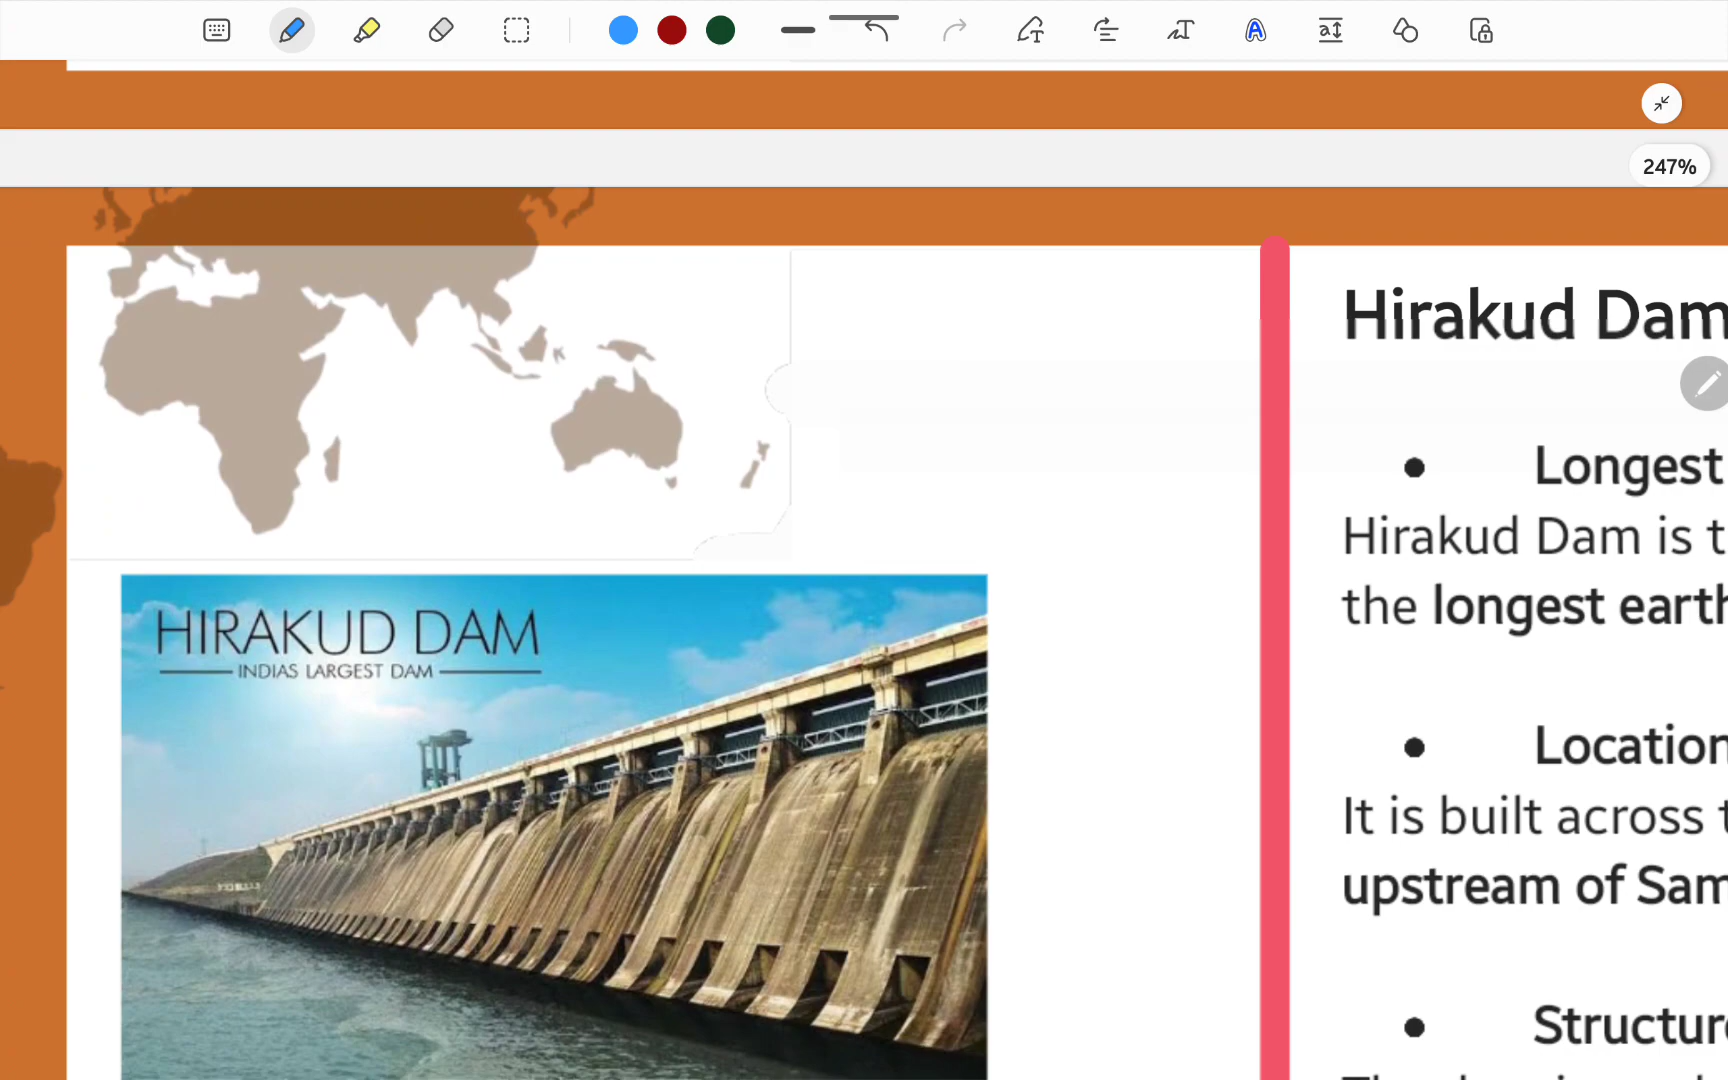 247%
Hirakud Dam
• Longest
Hirakud Dam is t
the longest earth
HIRAKUD DAM
INDIAS LARGEST DAM
• Location
It is built across t
upstream of Sam
• Structure